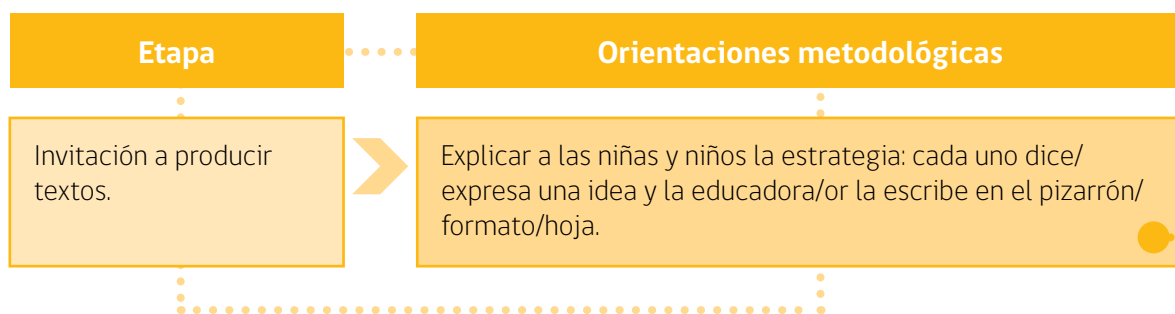 Etapa
Orientaciones metodológicas
Invitación a producir
textos.
Explicar a las niñas y niños la estrategia: cada uno dice/
expresa una idea y la educadora/or la escribe en el pizarrón/
formato/hoja.